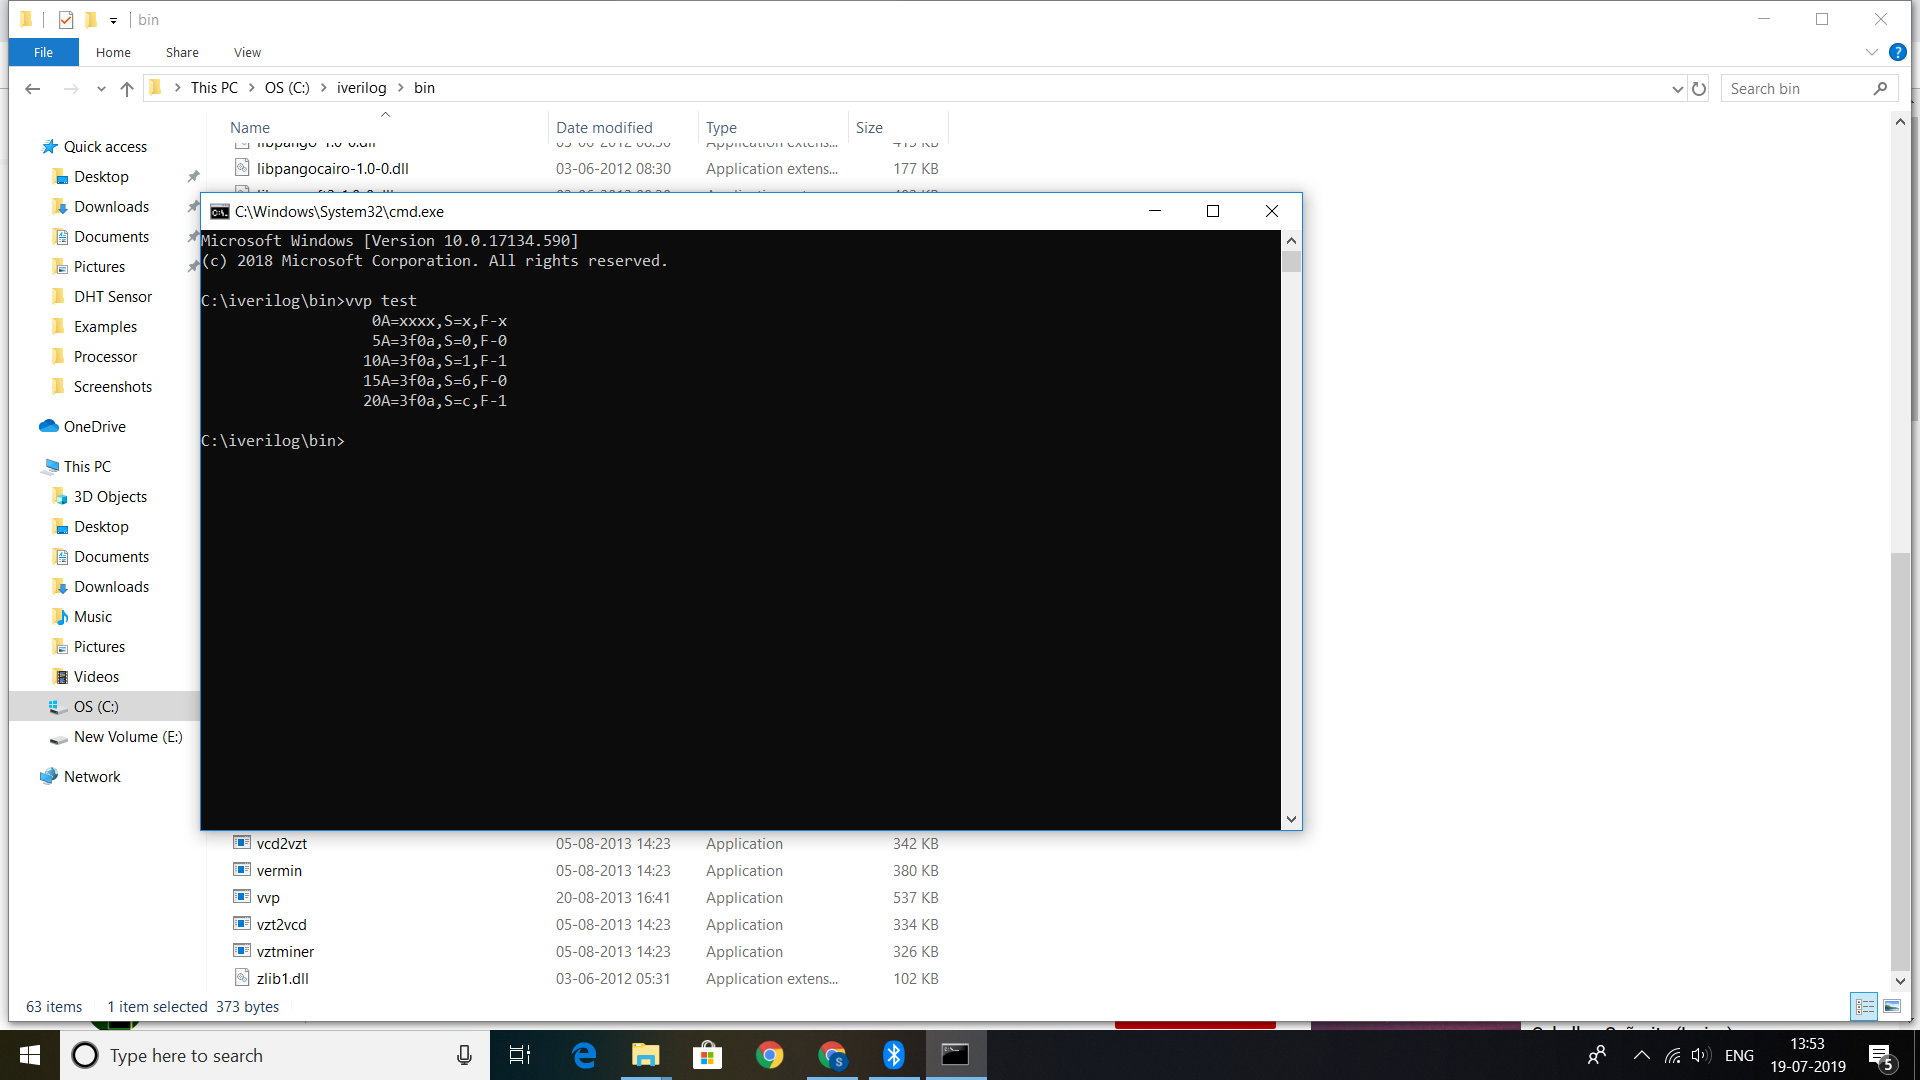 bin
File Home Share View
This PC OS (C:) iverilog bin
Search bin
Name Date modified Type Size
libpangocairo-1.0-0.dll 03-06-2012 08:30 Application extens... 177 KB
Quick access
Desktop
Downloads
Documents
Pictures
DHT Sensor
Examples
Processor
Screenshots
OneDrive
This PC
3D Objects
Desktop
Documents
Downloads
Music
Pictures
Videos
OS (C:)
New Volume (E:)
Network
C:\Windows\System32\cmd.exe
Microsoft Windows [Version 10.0.17134.590]
(c) 2018 Microsoft Corporation. All rights reserved.
C:\iverilog\bin>vvp test
0A=xxxx,S=x,F-x
5A=3f0a,S=0,F-0
10A=3f0a,S=1,F-1
15A=3f0a,S=6,F-0
20A=3f0a,S=c,F-1
C:\iverilog\bin>
vcd2vzt 05-08-2013 14:23 Application 342 KB
vermin 05-08-2013 14:23 Application 380 KB
vvp 20-08-2013 16:41 Application 537 KB
vzt2vcd 05-08-2013 14:23 Application 334 KB
vztminer 05-08-2013 14:23 Application 326 KB
zlib1.dll 03-06-2012 05:31 Application extens... 102 KB
63 items 1 item selected 373 bytes
Type here to search
ENG
13:53
19-07-2019
5